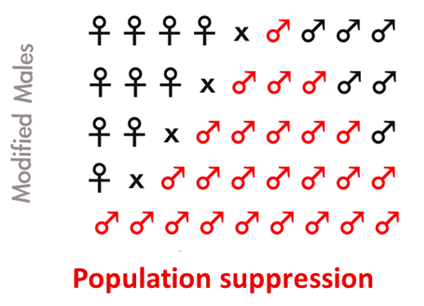 Modified Males
♀ ♀ ♀ ♀ x ♂ ♂ ♂ ♂
♀ ♀ ♀ x ♂ ♂ ♂ ♂ ♂
♀ ♀ x ♂ ♂ ♂ ♂ ♂ ♂
♀ x ♂ ♂ ♂ ♂ ♂ ♂ ♂
♂ ♂ ♂ ♂ ♂ ♂ ♂ ♂ ♂
Population suppression